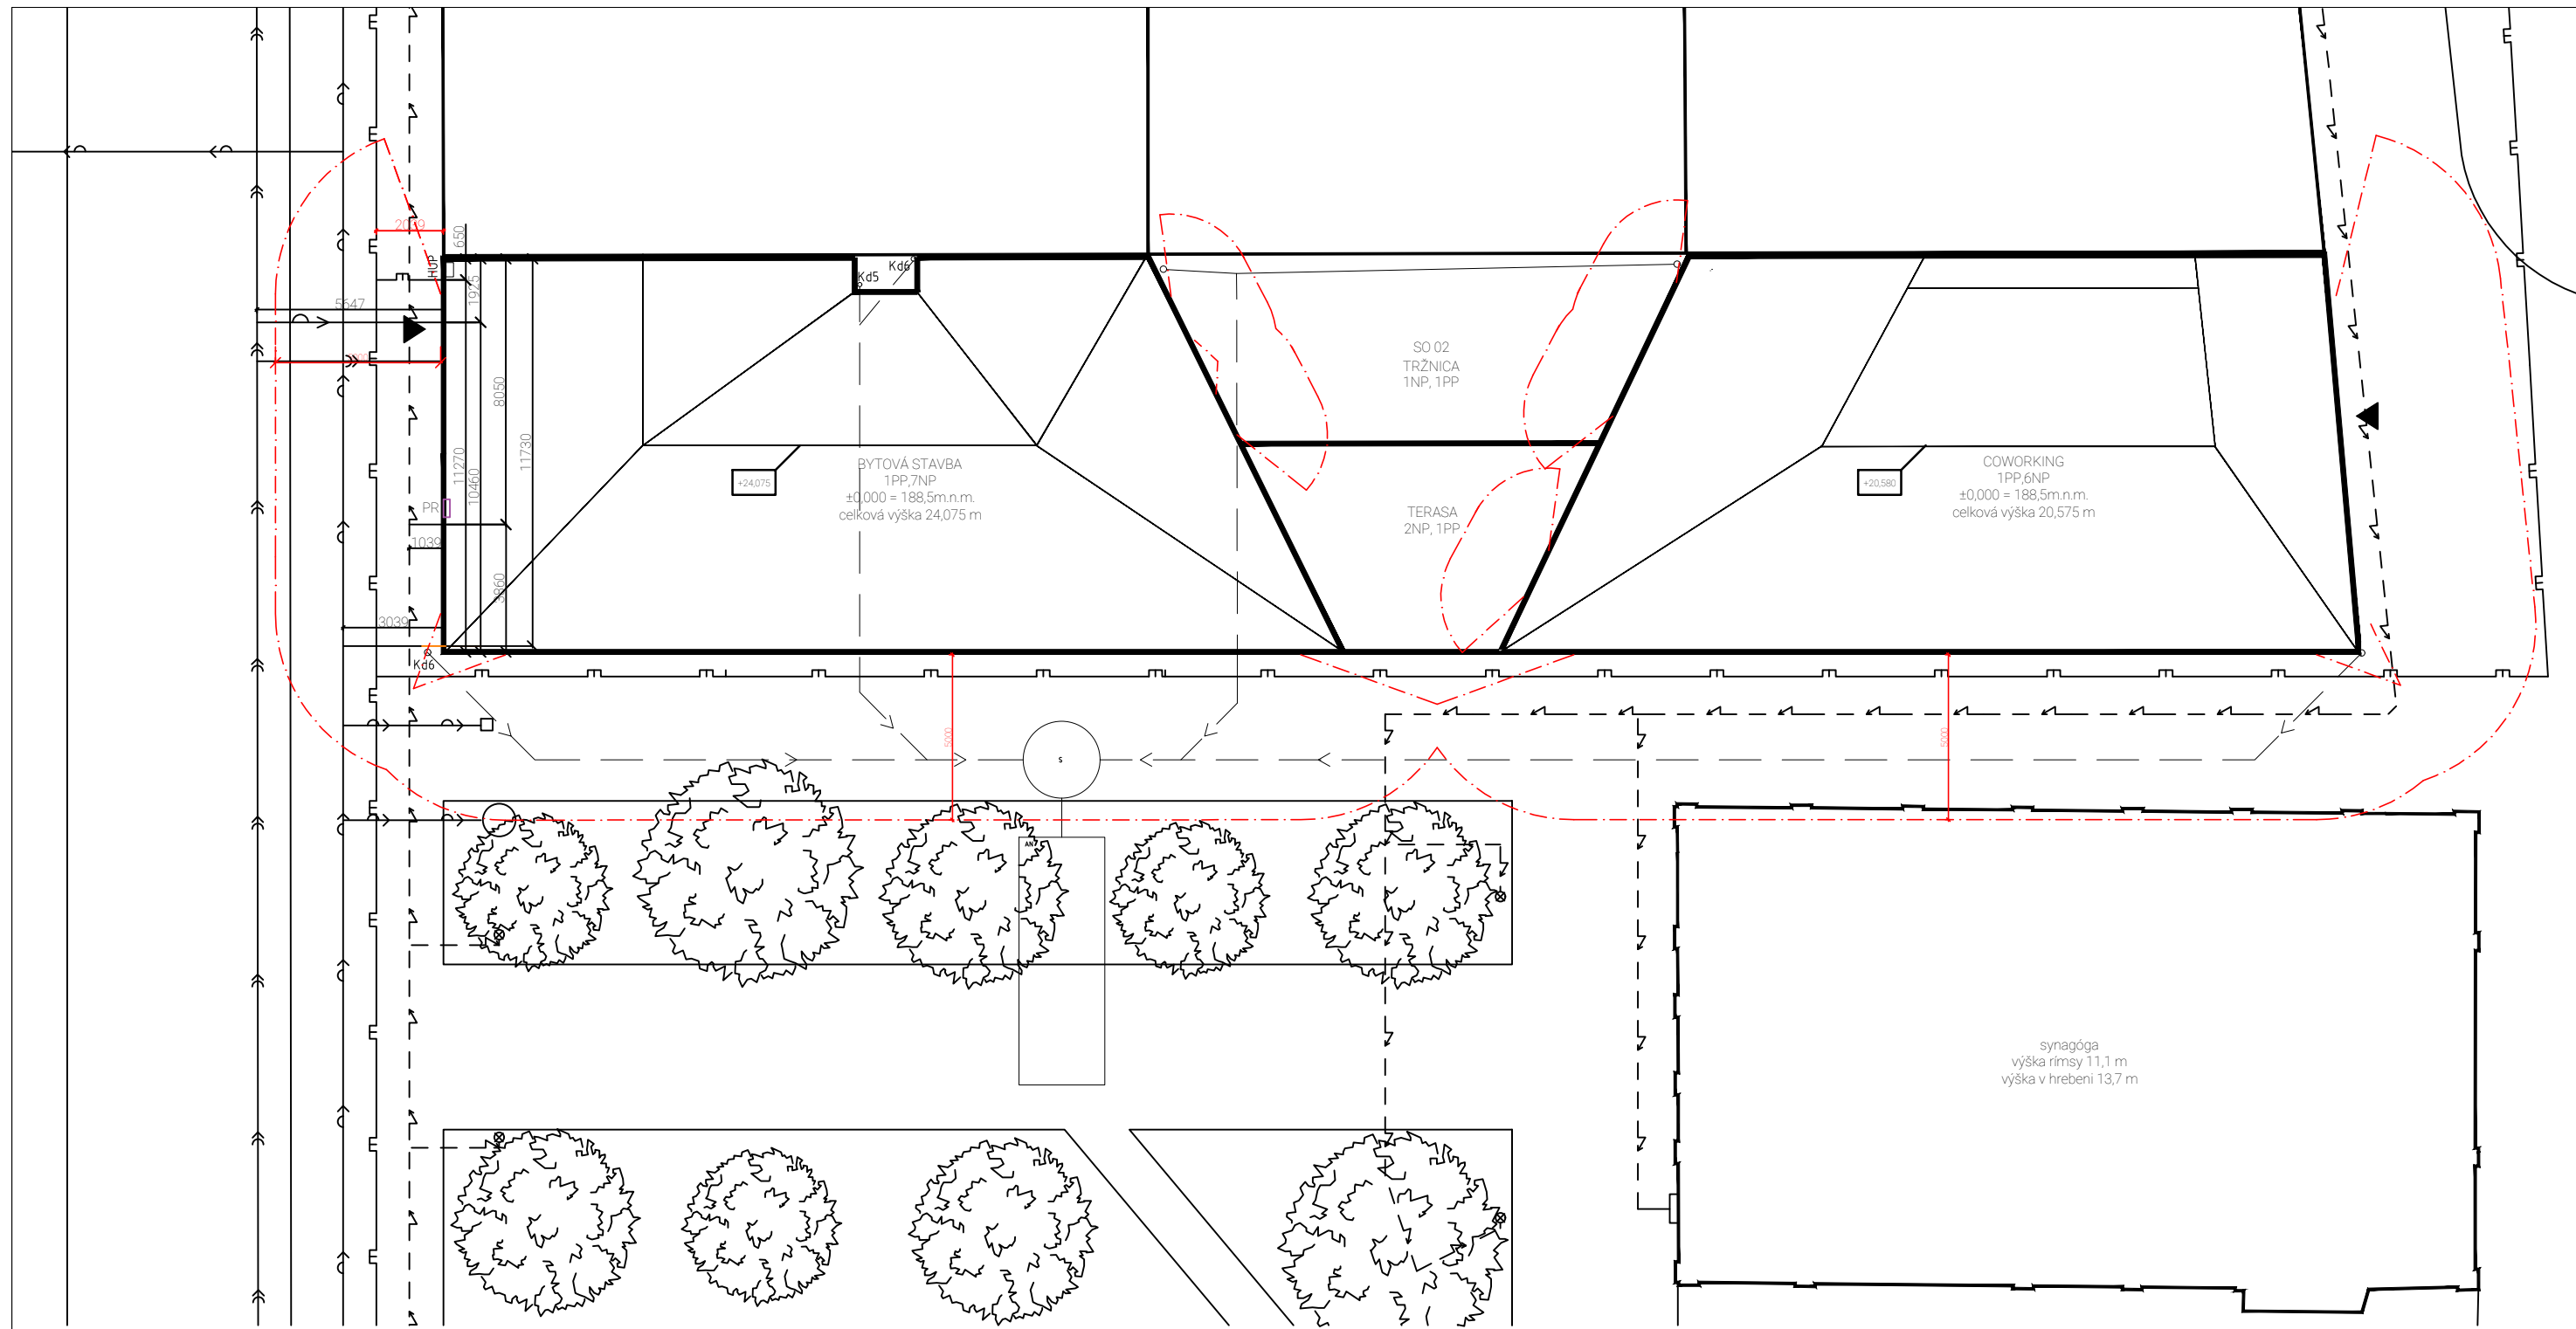 2039
650
HUP
Kd6
Kd5
1925
5647
8050
SO 02
TRŽNICA
1NP, 1PP
11270
10460
11730
BYTOVÁ STAVBA
1PP,7NP
±0,000 = 188,5m.n.m.
celková výška 24,075 m
+24,075
COWORKING
1PP,6NP
±0,000 = 188,5m.n.m.
celková výška 20,575 m
+20,580
PR
TERASA
2NP, 1PP
1039
3860
3039
Kd6
5000
5000
S
AN
synagóga
výška rímsy 11,1 m
výška v hrebeni 13,7 m